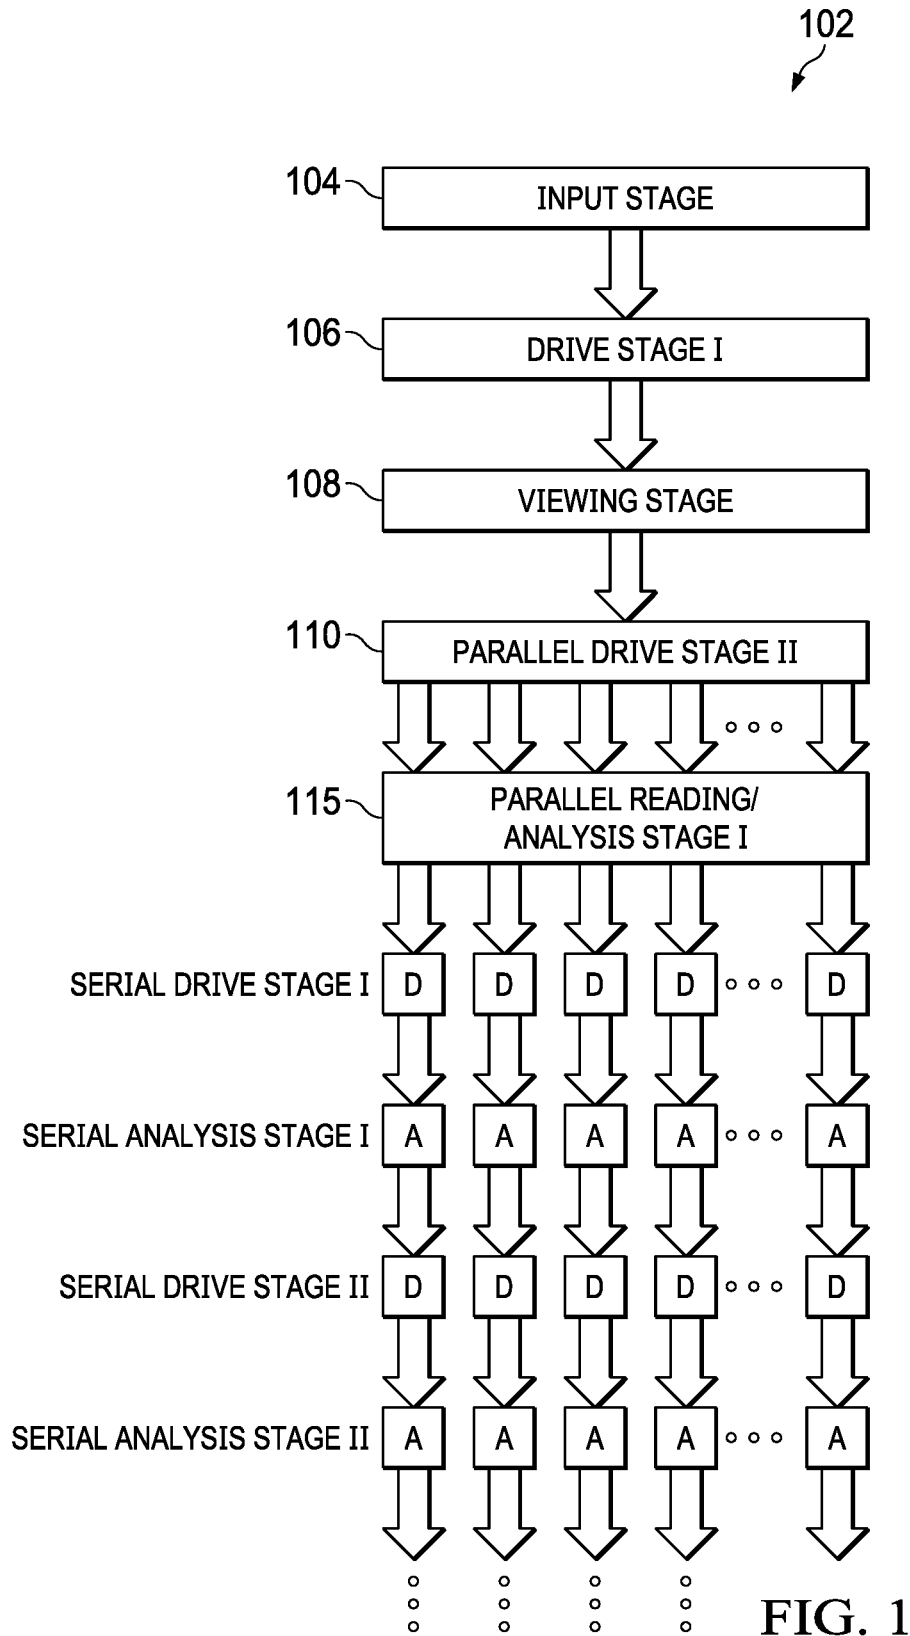 102
104 INPUT STAGE
106 DRIVE STAGE I
108 VIEWING STAGE
110 PARALLEL DRIVE STAGE II
115 PARALLEL READING/
ANALYSIS STAGE I
SERIAL DRIVE STAGE I D D D D D
SERIAL ANALYSIS STAGE I A A A A A
SERIAL DRIVE STAGE II D D D D D
SERIAL ANALYSIS STAGE II A A A A A
FIG. 1